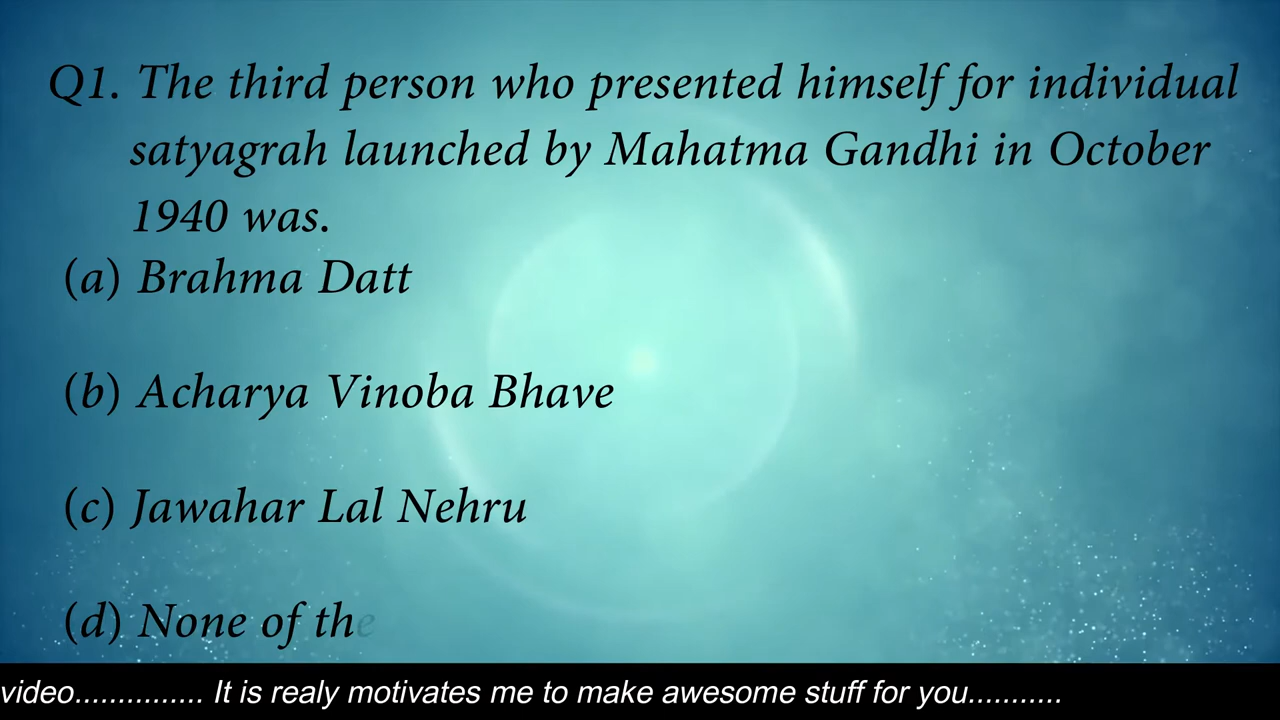 Q1. The third person who presented himself for individual
satyagrah launched by Mahatma Gandhi in October
1940 was.
(a) Brahma Datt
(b) Acharya Vinoba Bhave
(c) Jawahar Lal Nehru
(d) None of the
video............... It is realy motivates me to make awesome stuff for you...........